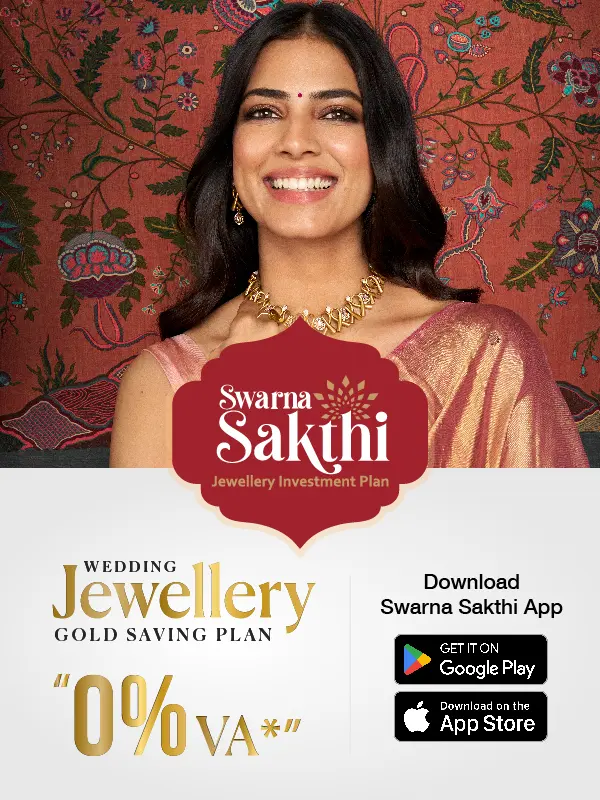 Swarna
Sakthi
Jewellery Investment Plan
WEDDING
Jewellery
GOLD SAVING PLAN
"0% VA*"
Download
Swarna Sakthi App
GET IT ON
Google Play
Download on the
App Store